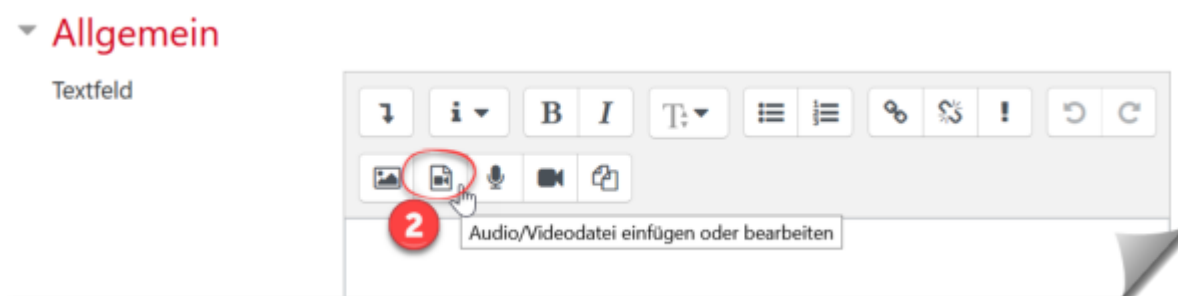 Allgemein
Textfeld
B I
2
Audio/Videodatei einfügen oder bearbeiten